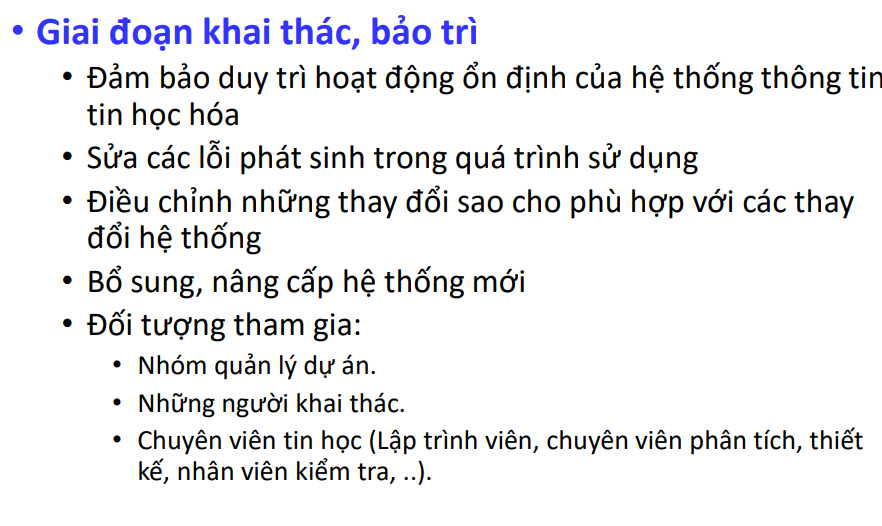 • Giai đoạn khai thác, bảo trì
• Đảm bảo duy trì hoạt động ổn định của hệ thống thông tin
tin học hóa
• Sửa các lỗi phát sinh trong quá trình sử dụng
• Điều chỉnh những thay đổi sao cho phù hợp với các thay
đổi hệ thống
• Bổ sung, nâng cấp hệ thống mới
• Đối tượng tham gia:
• Nhóm quản lý dự án.
• Những người khai thác.
• Chuyên viên tin học (Lập trình viên, chuyên viên phân tích, thiết
kế, nhân viên kiểm tra, ..).